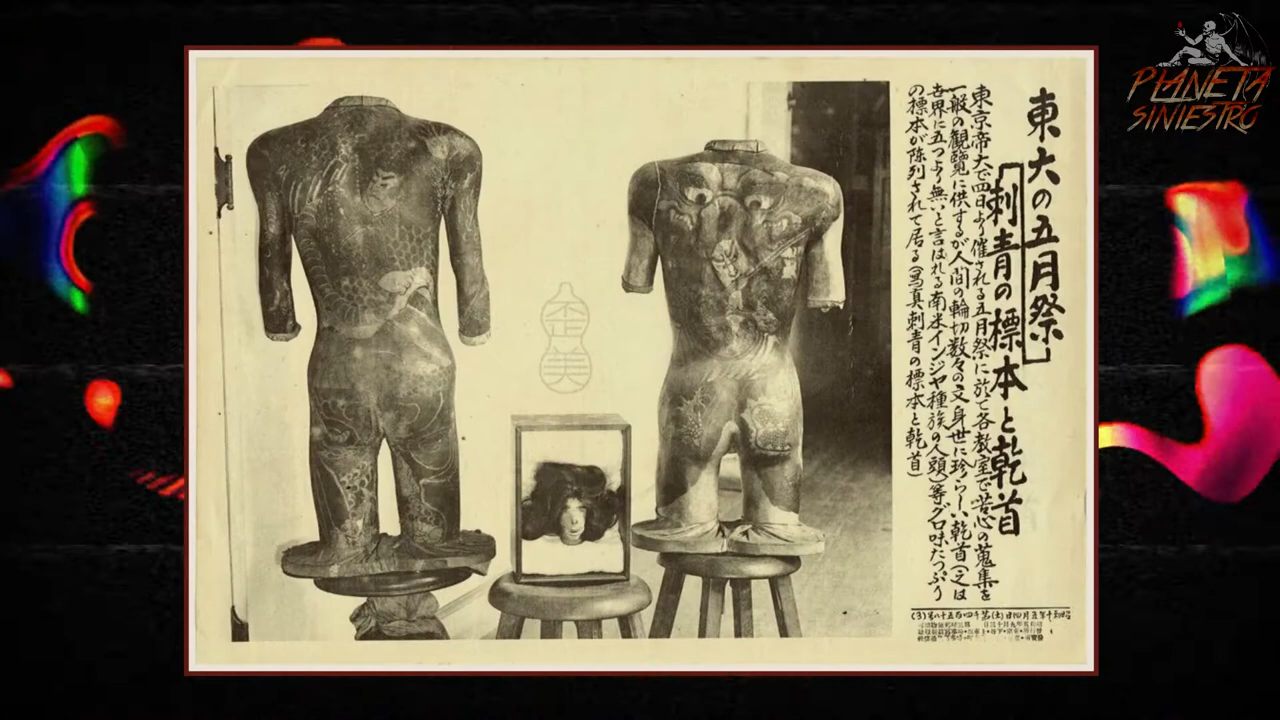 PLANETA
SINIESTRO
東大の五月祭
「刺青の標本と乾首」
東京帝大で四日より催される五月祭に於て各教室で苦心の蒐集を
一般の観覧に供するが人間の輪切数々の文身世に珍らしい乾首(之は
世界に五つより無いと言はれる南米インジヤ種族の人頭)等グロ味たつぷり
の標本が陳列されて居る(写真刺青の標本と乾首)
歪美